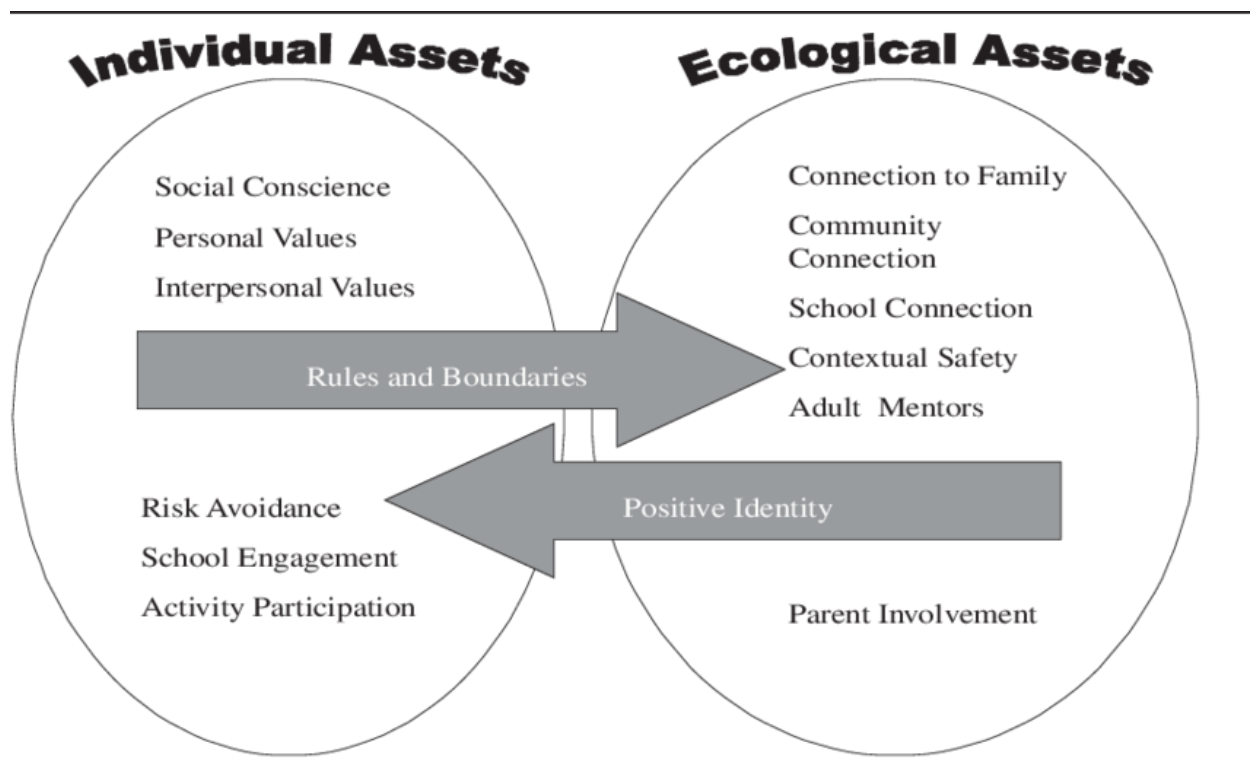 Individual Assets
Social Conscience
Personal Values
Interpersonal Values
Rules and Boundaries
Risk Avoidance
School Engagement
Activity Participation
Ecological Assets
Connection to Family
Community
Connection
School Connection
Contextual Safety
Adult Mentors
Positive Identity
Parent Involvement